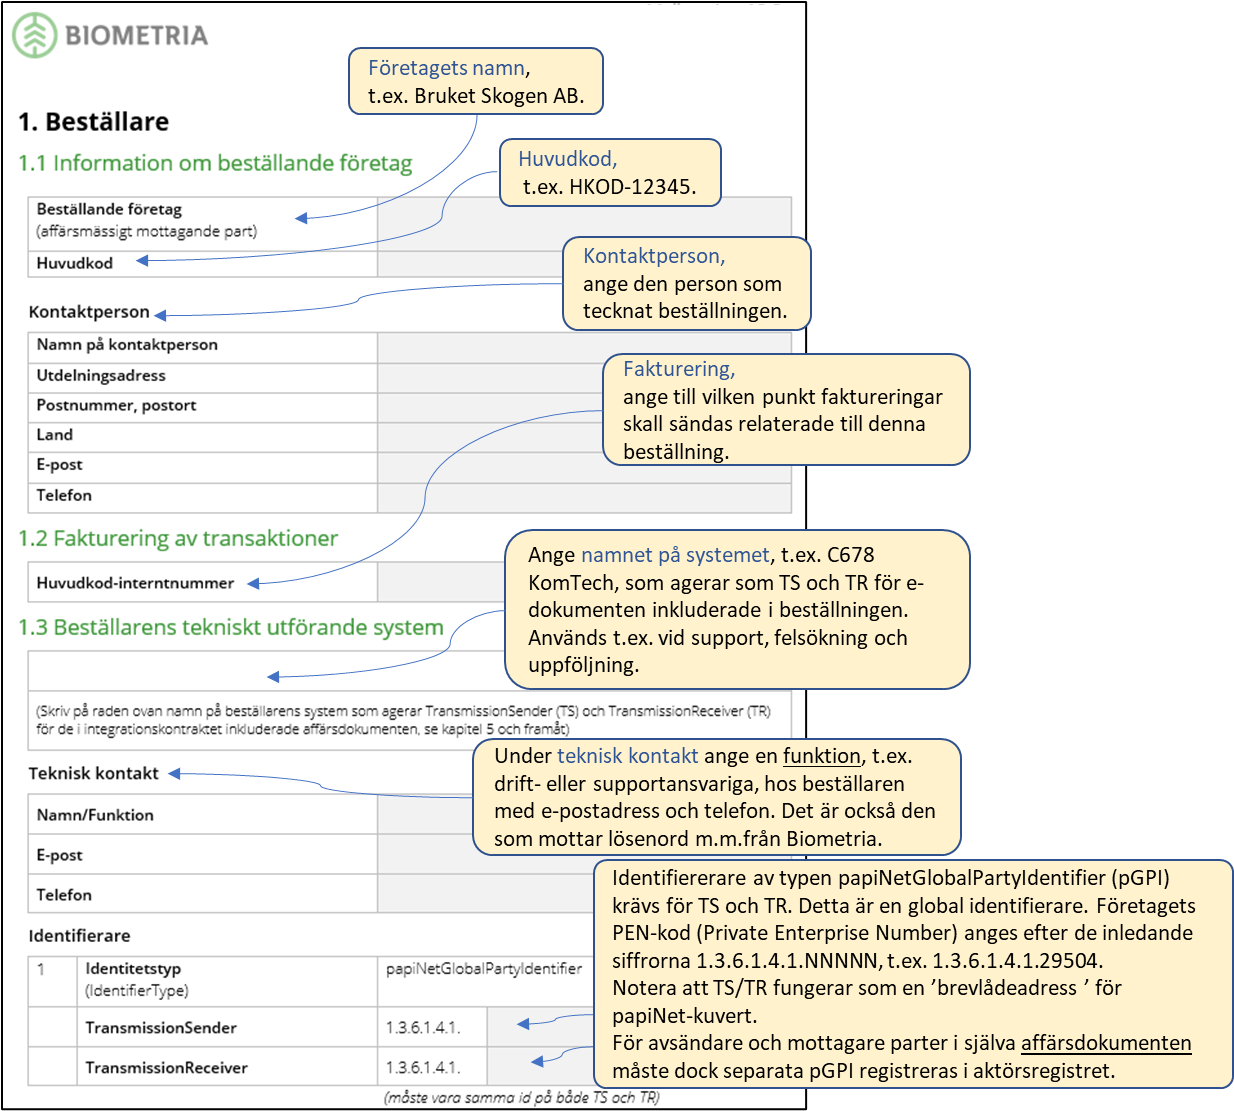 BIOMETRIA
Företagets namn,
t.ex. Bruket Skogen AB.
1. Beställare
1.1 Information om beställande företag
Huvudkod,
t.ex. HKOD-12345.
Beställande företag
(affärsmässigt mottagande part)
Huvudkod
Kontaktperson,
ange den person som
tecknat beställningen.
Kontaktperson
Namn på kontaktperson
Utdelningsadress
Postnummer, postort
Land
E-post
Telefon
Fakturering,
ange till vilken punkt faktureringar
skall sändas relaterade till denna
beställning.
1.2 Fakturering av transaktioner
Huvudkod-interntnummer
Ange namnet på systemet, t.ex. C678
KomTech, som agerar som TS och TR för e-
dokumenten inkluderade i beställningen.
Används t.ex. vid support, felsökning och
uppföljning.
1.3 Beställarens tekniskt utförande system
(Skriv på raden ovan namn på beställarens system som agerar TransmissionSender (TS) och TransmissionReceiver (TR)
för de i integrationskontraktet inkluderade affärsdokumenten, se kapitel 5 och framåt)
Under teknisk kontakt ange en funktion, t.ex.
drift- eller supportansvariga, hos beställaren
med e-postadress och telefon. Det är också den
som mottar lösenord m.m.från Biometria.
Teknisk kontakt
Namn/Funktion
E-post
Telefon
Identifiererare av typen papiNetGlobalPartyIdentifier (pGPI)
krävs för TS och TR. Detta är en global identifierare. Företagets
PEN-kod (Private Enterprise Number) anges efter de inledande
siffrorna 1.3.6.1.4.1.NNNNN, t.ex. 1.3.6.1.4.1.29504.
Notera att TS/TR fungerar som en ’brevlådeadress ’ för
papiNet-kuvert.
För avsändare och mottagare parter i själva affärsdokumenten
måste dock separata pGPI registreras i aktörsregistret.
Identifierare
1 Identitetstyp papiNetGlobalPartyIdentifier
(IdentifierType)
TransmissionSender 1.3.6.1.4.1.
TransmissionReceiver 1.3.6.1.4.1.
(måste vara samma id på både TS och TR)